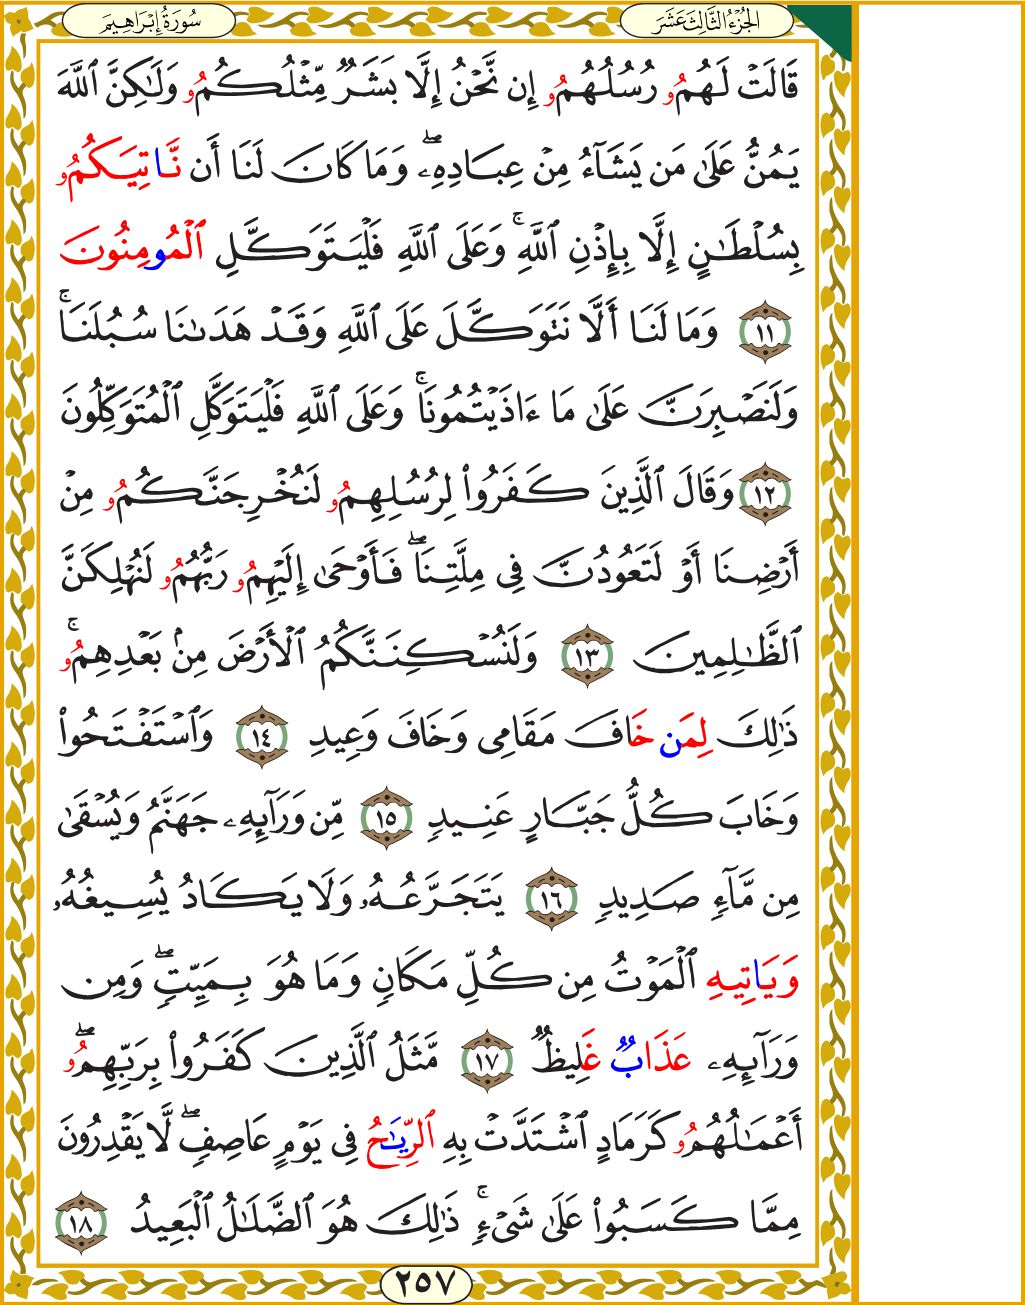 سُورَةُ إِبْرَاهِيمَ
الجُزْءُ الثَّالِثَ عَشَرَ
قَالَتْ لَهُمُو رُسُلُهُمُو إِن نَّحْنُ إِلَّا بَشَرٌ مِّثْلُكُمُو وَلَٰكِنَّ ٱللَّهَ
يَمُنُّ عَلَىٰ مَن يَشَآءُ مِنْ عِبَادِهِۦۖ وَمَا كَانَ لَنَا أَن نَّاتِيَكُمُو
بِسُلْطَٰنٍ إِلَّا بِإِذْنِ ٱللَّهِۚ وَعَلَى ٱللَّهِ فَلْيَتَوَكَّلِ ٱلْمُومِنُونَ
١١ وَمَا لَنَا أَلَّا نَتَوَكَّلَ عَلَى ٱللَّهِ وَقَدْ هَدَىٰنَا سُبُلَنَاۚ
وَلَنَصْبِرَنَّ عَلَىٰ مَا ءَاذَيْتُمُونَاۚ وَعَلَى ٱللَّهِ فَلْيَتَوَكَّلِ ٱلْمُتَوَكِّلُونَ
١٢ وَقَالَ ٱلَّذِينَ كَفَرُواْ لِرُسُلِهِمُو لَنُخْرِجَنَّكُمُو مِنْ
أَرْضِنَا أَوْ لَتَعُودُنَّ فِي مِلَّتِنَاۖ فَأَوْحَىٰ إِلَيْهِمُو رَبُّهُمُو لَنُهْلِكَنَّ
ٱلظَّٰلِمِينَ ١٣ وَلَنُسْكِنَنَّكُمُ ٱلْأَرْضَ مِنۢ بَعْدِهِمُوۚ
ذَٰلِكَ لِمَن خَافَ مَقَامِي وَخَافَ وَعِيدِ ١٤ وَٱسْتَفْتَحُواْ
وَخَابَ كُلُّ جَبَّارٍ عَنِيدٖ ١٥ مِّن وَرَآئِهِۦ جَهَنَّمُ وَيُسْقَىٰ
مِن مَّآءٖ صَدِيدٖ ١٦ يَتَجَرَّعُهُۥ وَلَا يَكَادُ يُسِيغُهُۥ
وَيَاتِيهِ ٱلْمَوْتُ مِن كُلِّ مَكَانٖ وَمَا هُوَ بِمَيِّتٖۖ وَمِن
وَرَآئِهِۦ عَذَابٌ غَلِيظٌ ١٧ مَّثَلُ ٱلَّذِينَ كَفَرُواْ بِرَبِّهِمُوۖ
أَعْمَٰلُهُمُو كَرَمَادٍ ٱشْتَدَّتْ بِهِ ٱلرِّيَٰحُ فِي يَوْمٍ عَاصِفٖۖ لَّا يَقْدِرُونَ
مِمَّا كَسَبُواْ عَلَىٰ شَيْءٖۚ ذَٰلِكَ هُوَ ٱلضَّلَٰلُ ٱلْبَعِيدُ ١٨
٢٥٧